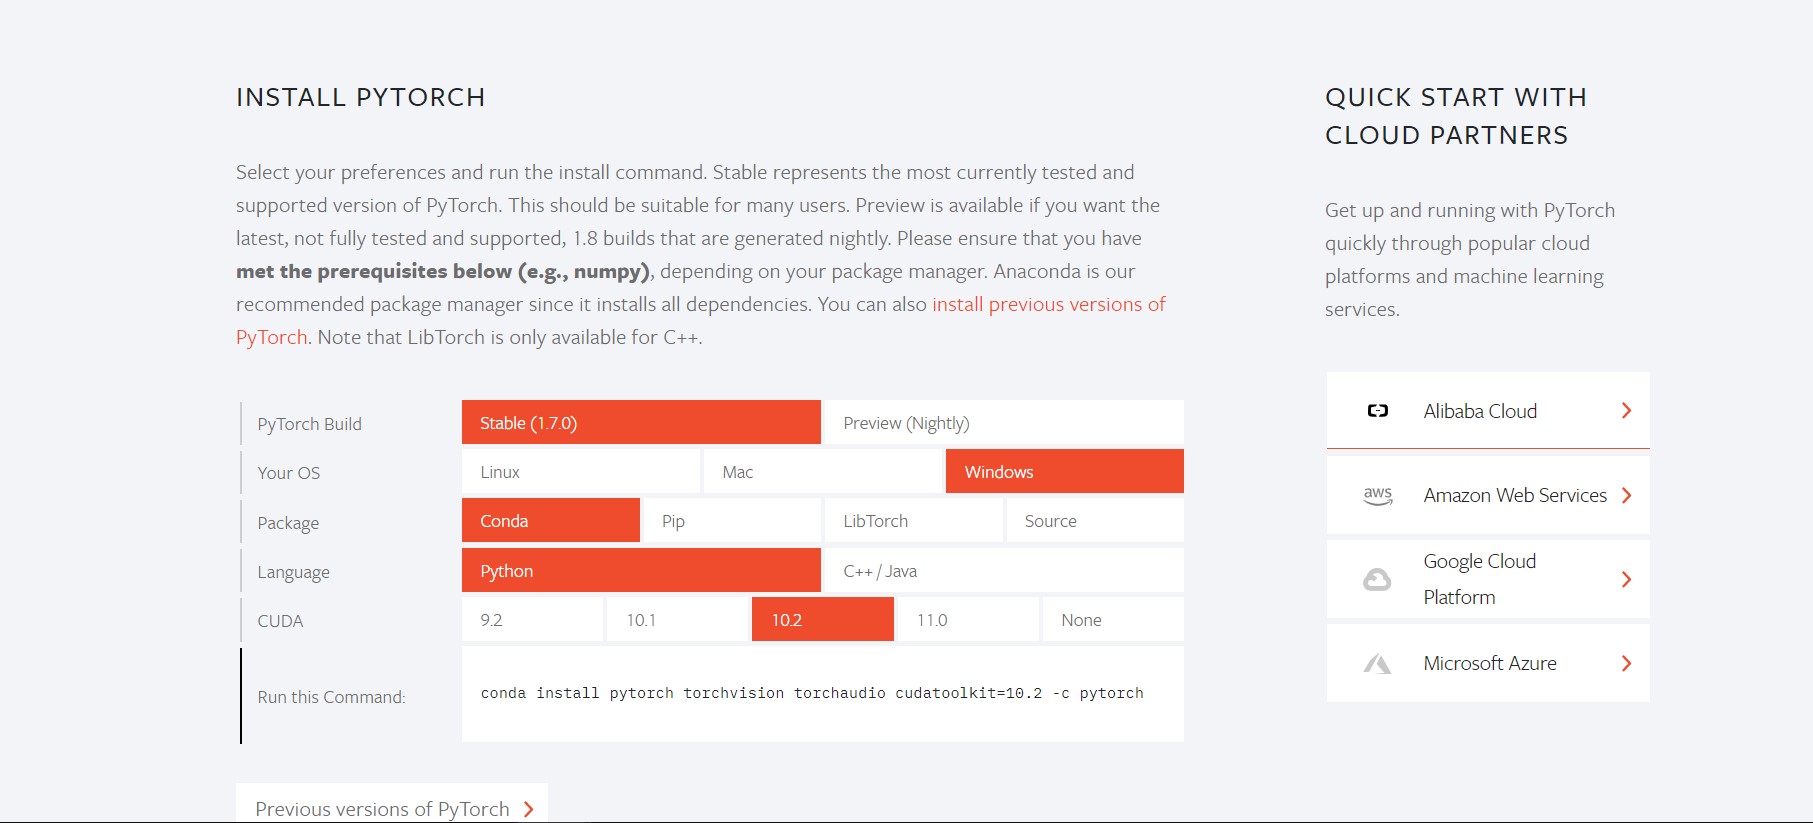 INSTALL PYTORCH
Select your preferences and run the install command. Stable represents the most currently tested and
supported version of PyTorch. This should be suitable for many users. Preview is available if you want the
latest, not fully tested and supported, 1.8 builds that are generated nightly. Please ensure that you have
met the prerequisites below (e.g., numpy), depending on your package manager. Anaconda is our
recommended package manager since it installs all dependencies. You can also install previous versions of
PyTorch. Note that LibTorch is only available for C++.
PyTorch Build Stable (1.7.0) Preview (Nightly)
Your OS Linux Mac Windows
Package Conda Pip LibTorch Source
Language Python C++ / Java
CUDA 9.2 10.1 10.2 11.0 None
Run this Command: conda install pytorch torchvision torchaudio cudatoolkit=10.2 -c pytorch
Previous versions of PyTorch
QUICK START WITH
CLOUD PARTNERS
Get up and running with PyTorch
quickly through popular cloud
platforms and machine learning
services.
Alibaba Cloud
aws Amazon Web Services
Google Cloud
Platform
Microsoft Azure